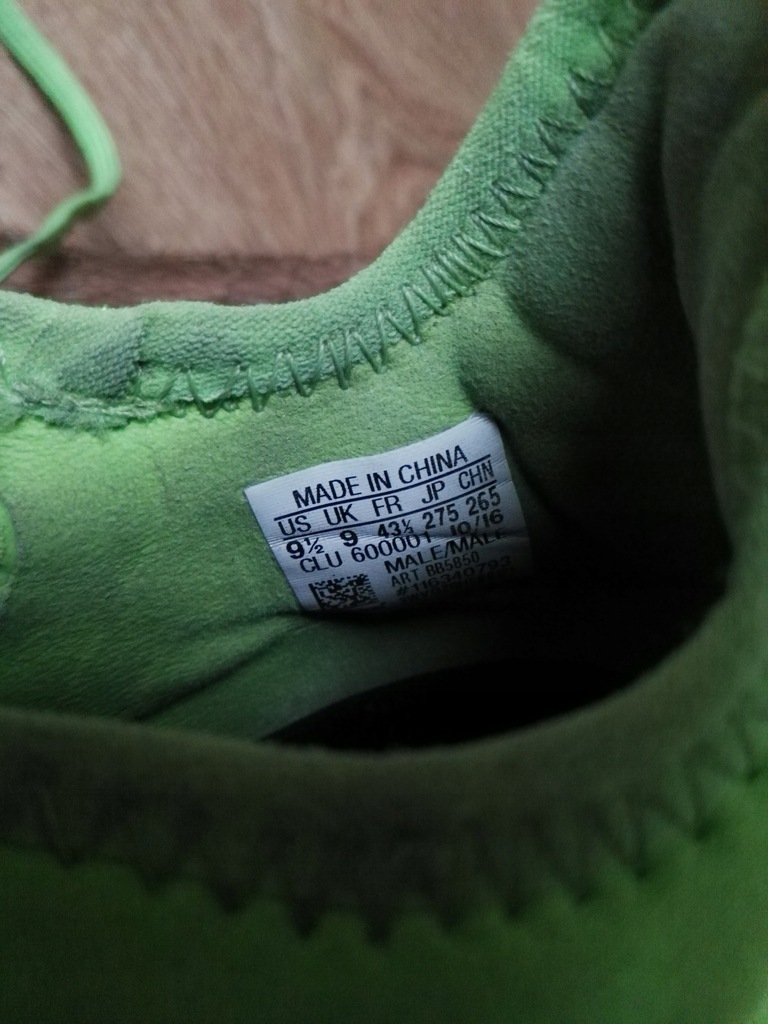 MADE IN CHINA
US UK FR JP CHN
9½ 9 43⅓ 275 265
CLU 600001 10/16
MALE/MALE
ART BB5850